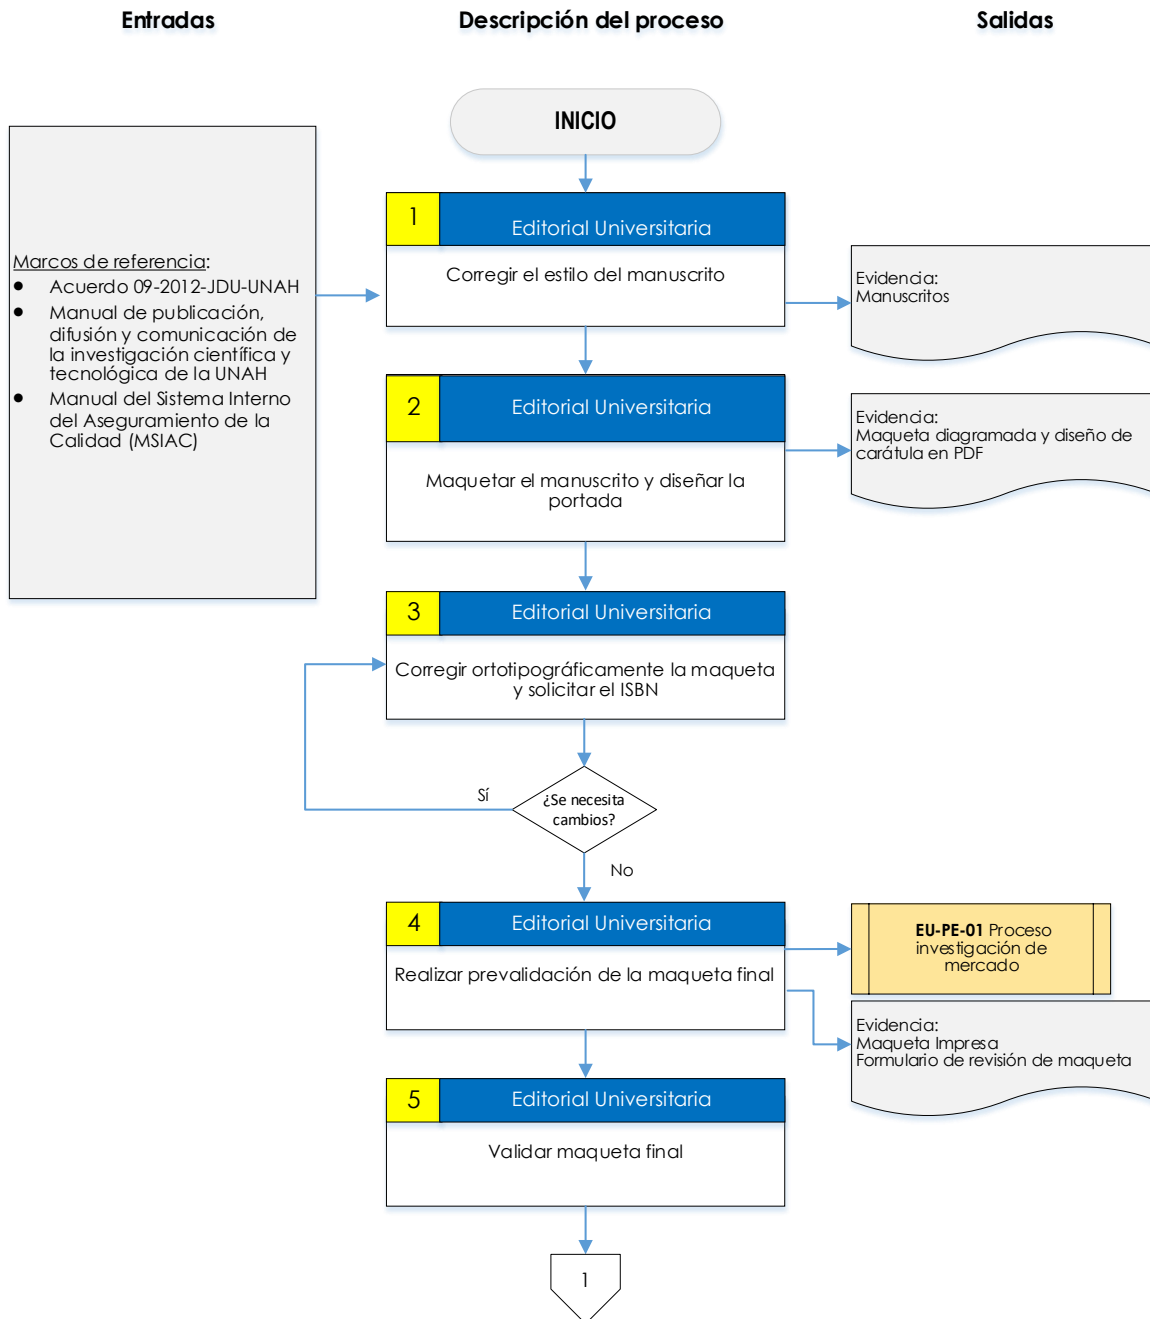 Entradas
Descripción del proceso
Salidas
INICIO
Marcos de referencia:
● Acuerdo 09-2012-JDU-UNAH
● Manual de publicación,
difusión y comunicación de
la investigación científica y
tecnológica de la UNAH
● Manual del Sistema Interno
del Aseguramiento de la
Calidad (MSIAC)
1
Editorial Universitaria
Corregir el estilo del manuscrito
Evidencia:
Manuscritos
2
Editorial Universitaria
Maquetar el manuscrito y diseñar la
portada
Evidencia:
Maqueta diagramada y diseño de
carátula en PDF
3
Editorial Universitaria
Corregir ortotipográficamente la maqueta
y solicitar el ISBN
¿Se necesita
cambios?
Sí
No
4
Editorial Universitaria
Realizar prevalidación de la maqueta final
EU-PE-01 Proceso
investigación de
mercado
Evidencia:
Maqueta Impresa
Formulario de revisión de maqueta
5
Editorial Universitaria
Validar maqueta final
1